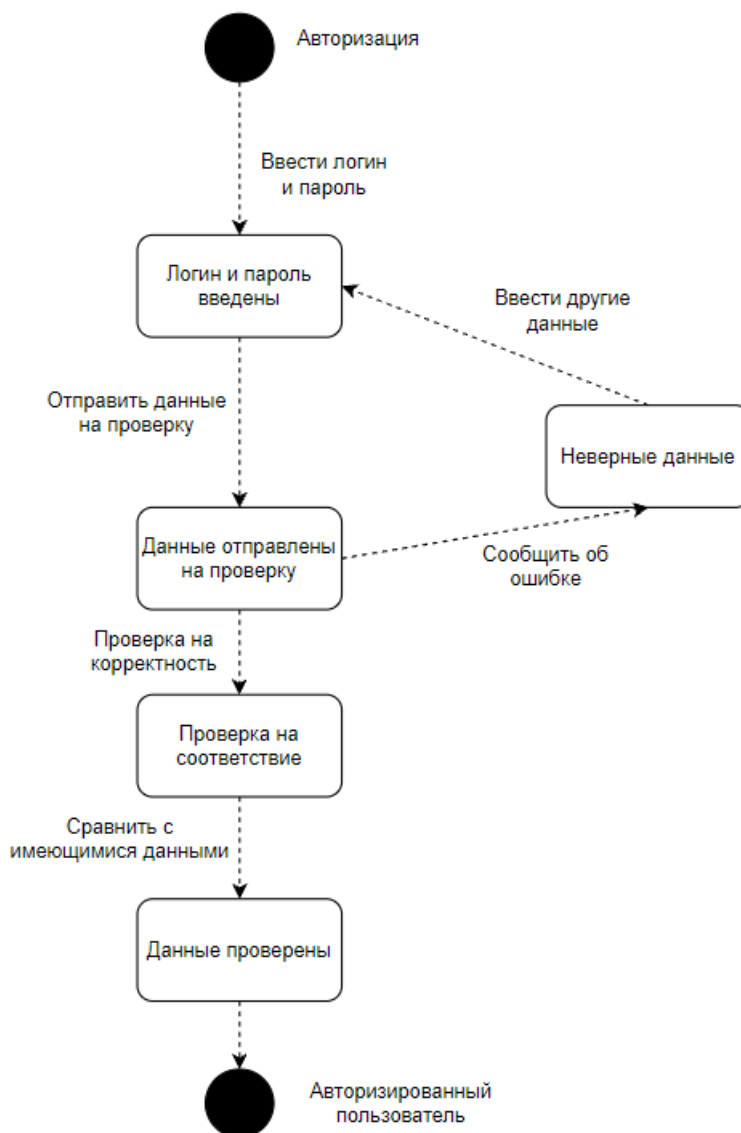 Авторизация
Ввести логин
и пароль
Логин и пароль
введены
Ввести другие
данные
Отправить данные
на проверку
Неверные данные
Данные отправлены
на проверку
Сообщить об
ошибке
Проверка на
корректность
Проверка на
соответствие
Сравнить с
имеющимися данными
Данные проверены
Авторизированный
пользователь